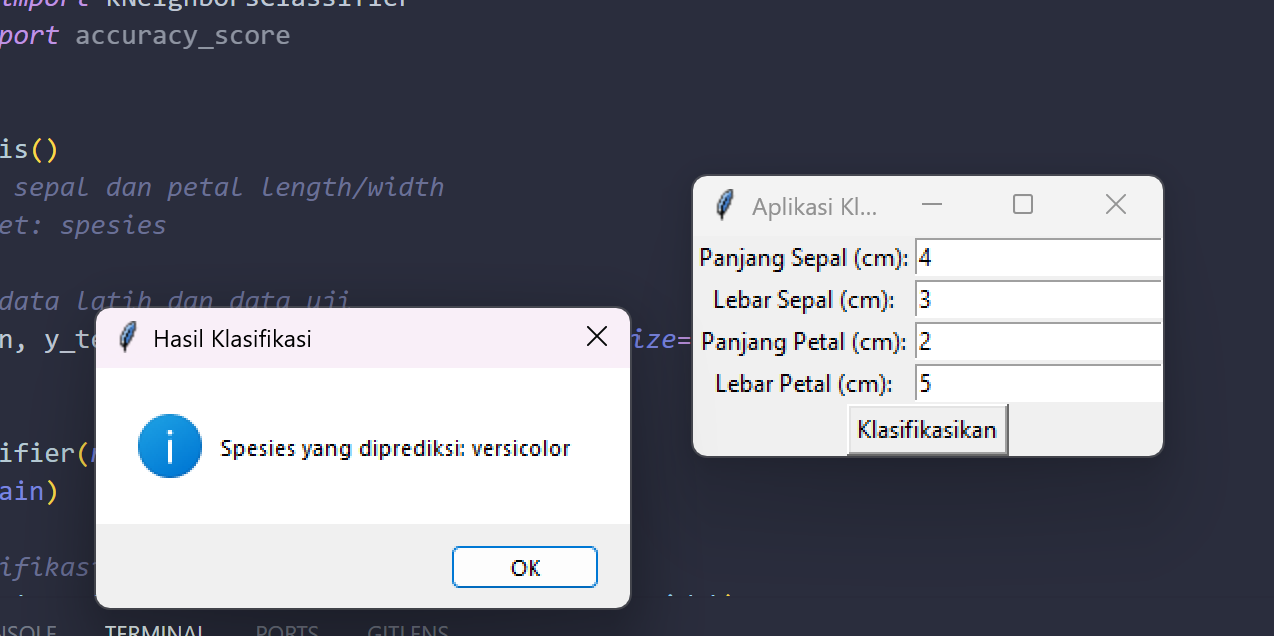 import KNeighborsClassifier
port accuracy_score
is()
sepal dan petal length/width
et: spesies
data latih dan data uji
n, y_te
ize=
ifier(
ain)
ifikas
Hasil Klasifikasi
Spesies yang diprediksi: versicolor
OK
Aplikasi Kl...
Panjang Sepal (cm): 4
Lebar Sepal (cm): 3
Panjang Petal (cm): 2
Lebar Petal (cm): 5
Klasifikasikan
NSOLE TERMINAL PORTS GITLENS